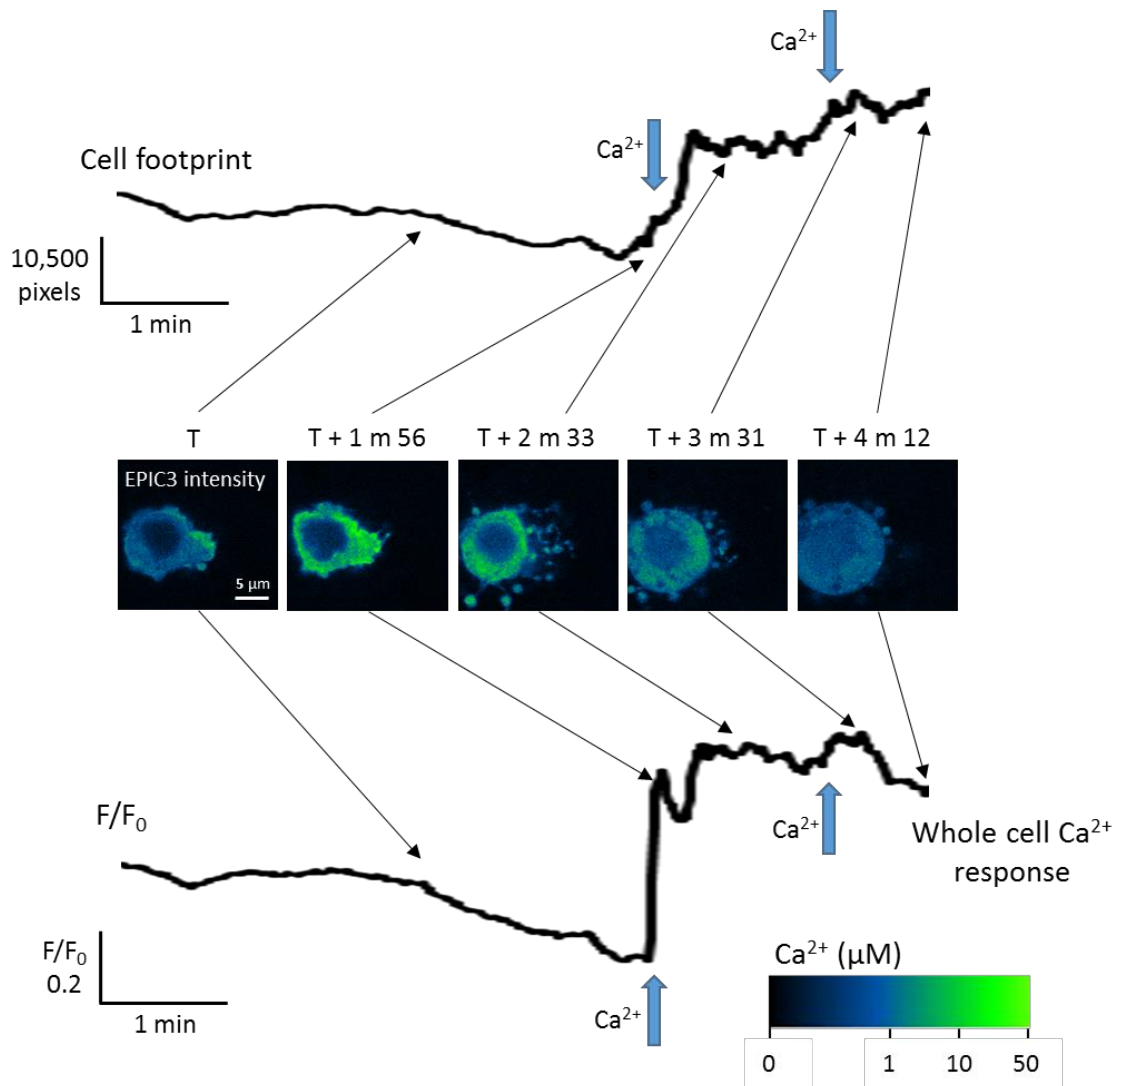 Ca²⁺
Ca²⁺
Cell footprint
10,500
pixels
1 min
T
T + 1 m 56
T + 2 m 33
T + 3 m 31
T + 4 m 12
EPIC3 intensity
5 μm
F/F₀
Ca²⁺
Whole cell Ca²⁺
response
F/F₀
0.2
1 min
Ca²⁺
Ca²⁺ (μM)
0 1 10 50